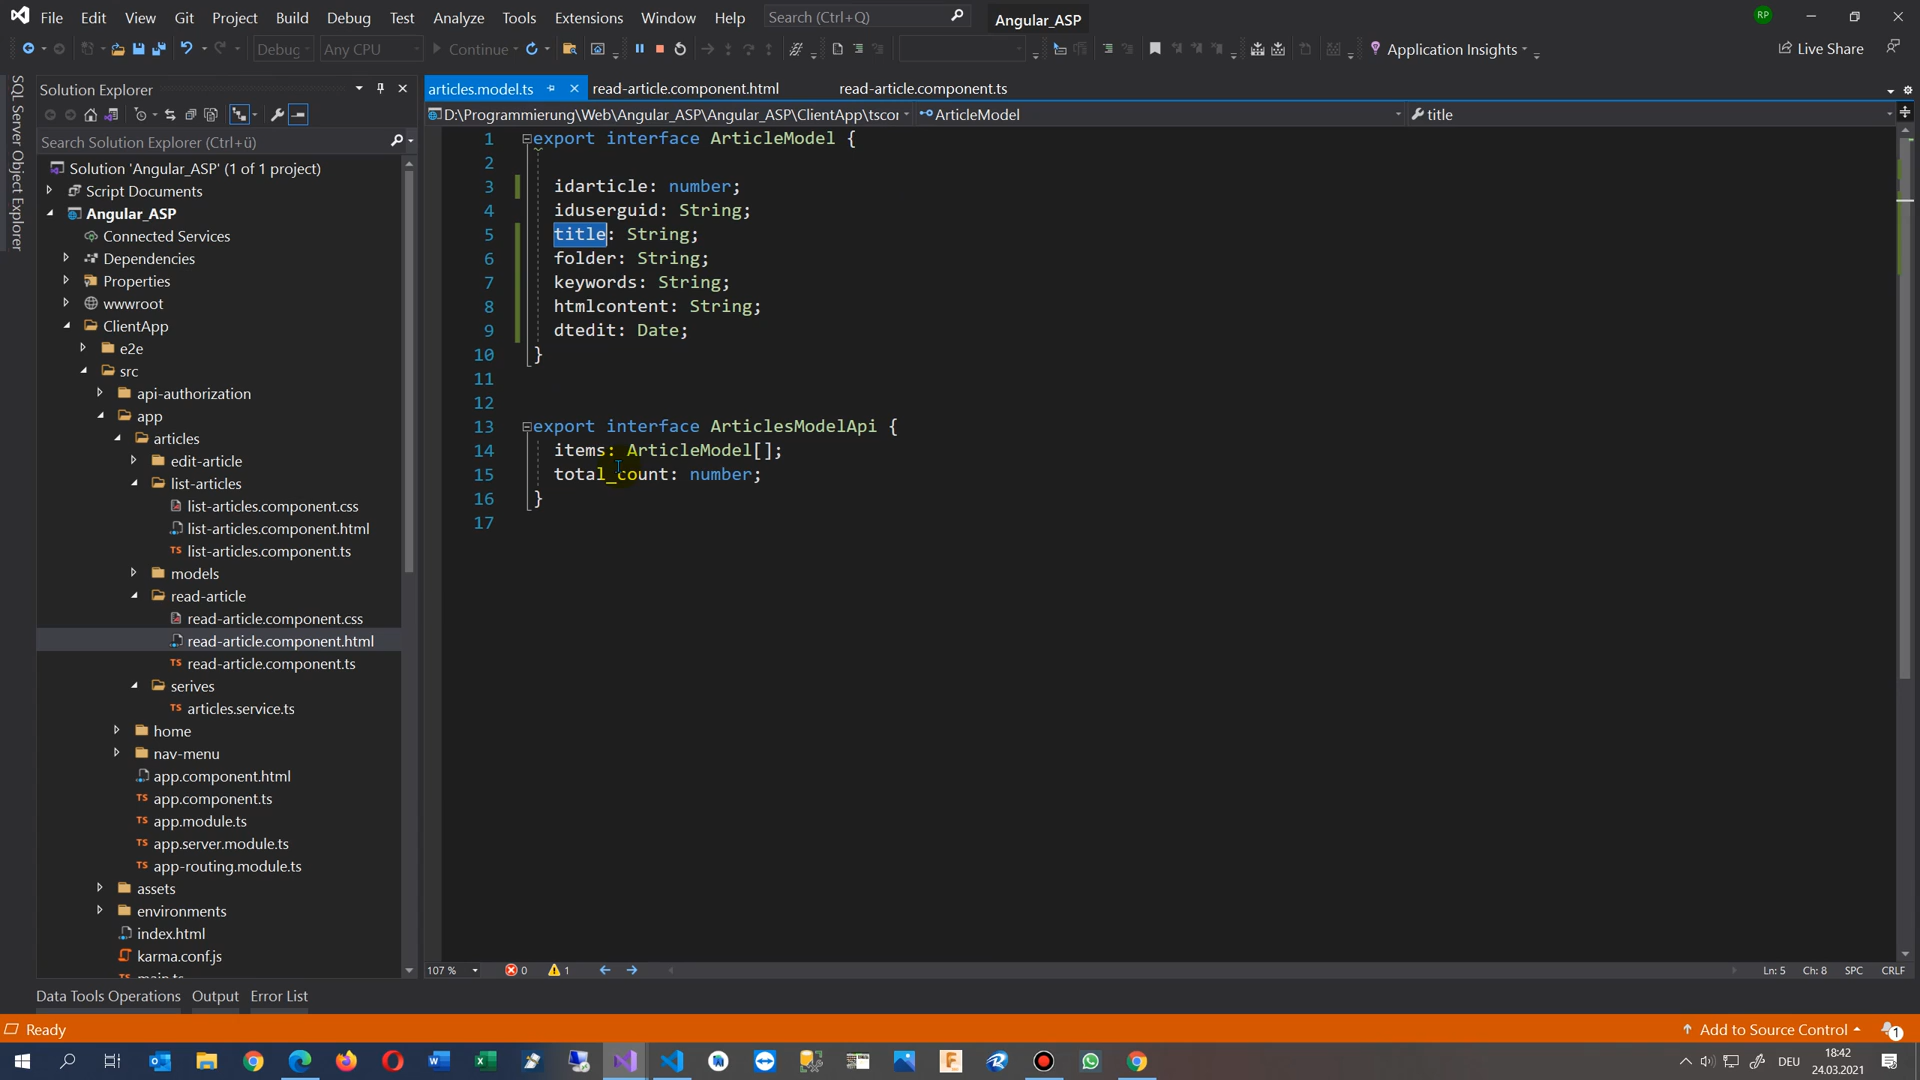 File Edit View Git Project Build Debug Test Analyze Tools Extensions Window Help Search (Ctrl+Q) Angular_ASP RP
Debug Any CPU Continue Application Insights Live Share
SQL Server Object Explorer
Solution Explorer
Search Solution Explorer (Ctrl+ü)
Solution 'Angular_ASP' (1 of 1 project)
Script Documents
Angular_ASP
Connected Services
Dependencies
Properties
wwwroot
ClientApp
e2e
src
api-authorization
app
articles
edit-article
list-articles
list-articles.component.css
list-articles.component.html
TS list-articles.component.ts
models
read-article
read-article.component.css
read-article.component.html
TS read-article.component.ts
serives
TS articles.service.ts
home
nav-menu
app.component.html
TS app.component.ts
TS app.module.ts
TS app.server.module.ts
TS app-routing.module.ts
assets
environments
index.html
karma.conf.js
articles.model.ts read-article.component.html read-article.component.ts
D:\Programmierung\Web\Angular_ASP\Angular_ASP\ClientApp\tscor ArticleModel title
1 export interface ArticleModel {
2
3 idarticle: number;
4 iduserguid: String;
5 title: String;
6 folder: String;
7 keywords: String;
8 htmlcontent: String;
9 dtedit: Date;
10 }
11
12
13 export interface ArticlesModelApi {
14 items: ArticleModel[];
15 total_count: number;
16 }
17
107 % 0 1 Ln: 5 Ch: 8 SPC CRLF
Data Tools Operations Output Error List
Ready Add to Source Control 1
DEU 18:42
24.03.2021